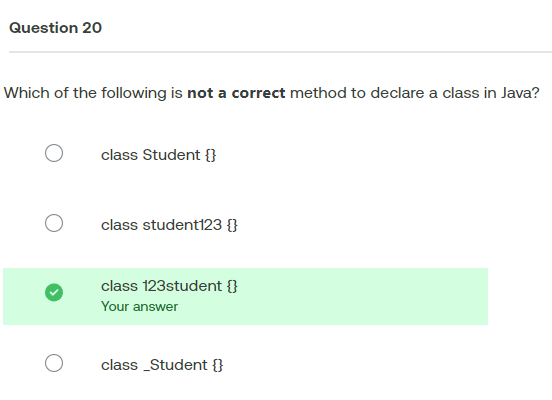 Question 20
Which of the following is not a correct method to declare a class in Java?
class Student {}
class student123 {}
class 123student {}
Your answer
class _Student {}